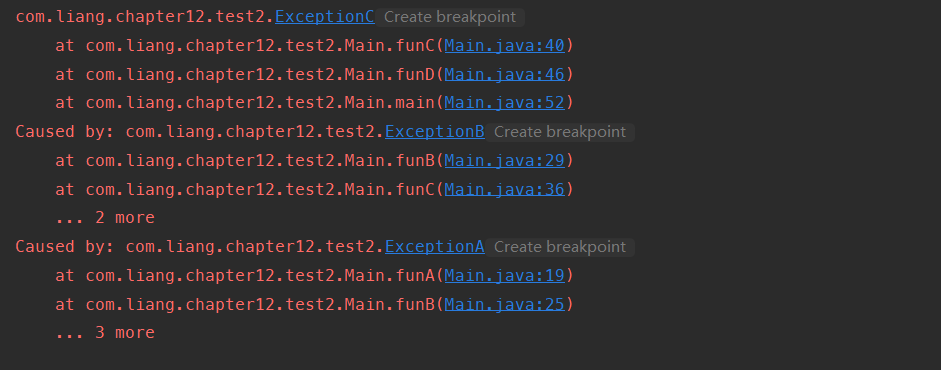 com.liang.chapter12.test2.ExceptionC Create breakpoint
at com.liang.chapter12.test2.Main.funC(Main.java:40)
at com.liang.chapter12.test2.Main.funD(Main.java:46)
at com.liang.chapter12.test2.Main.main(Main.java:52)
Caused by: com.liang.chapter12.test2.ExceptionB Create breakpoint
at com.liang.chapter12.test2.Main.funB(Main.java:29)
at com.liang.chapter12.test2.Main.funC(Main.java:36)
... 2 more
Caused by: com.liang.chapter12.test2.ExceptionA Create breakpoint
at com.liang.chapter12.test2.Main.funA(Main.java:19)
at com.liang.chapter12.test2.Main.funB(Main.java:25)
... 3 more